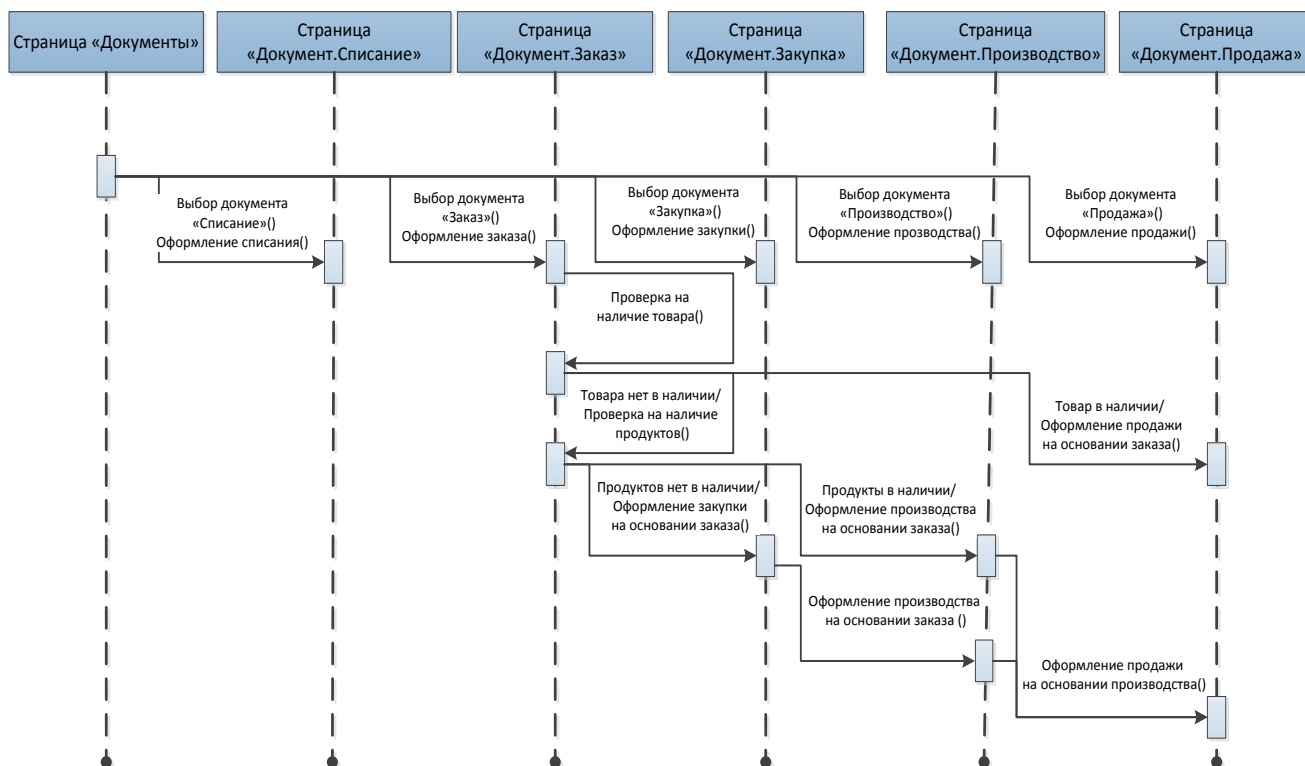 Страница «Документы»
Страница
«Документ.Списание»
Страница
«Документ.Заказ»
Страница
«Документ.Закупка»
Страница
«Документ.Производство»
Страница
«Документ.Продажа»
Выбор документа
«Списание»()
Оформление списания()
Выбор документа
«Заказ»()
Оформление заказа()
Выбор документа
«Закупка»()
Оформление закупки()
Выбор документа
«Производство»()
Оформление прозводства()
Выбор документа
«Продажа»()
Оформление продажи()
Проверка на
наличие товара()
Товара нет в наличии/
Проверка на наличие
продуктов()
Товар в наличии/
Оформление продажи
на основании заказа()
Продуктов нет в наличии/
Оформление закупки
на основании заказа()
Продукты в наличии/
Оформление производства
на основании заказа()
Оформление производства
на основании заказа ()
Оформление продажи
на основании производства()